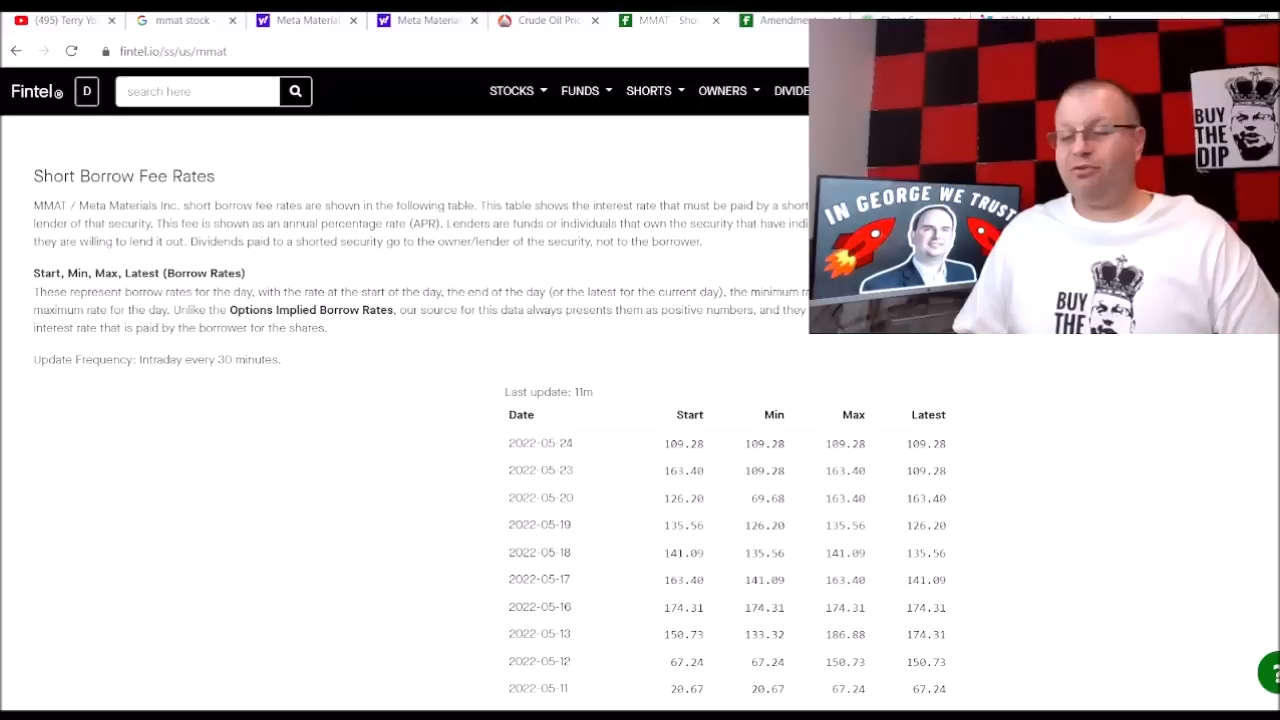 (495) Terry Yo
mmat stock -
Meta Material
Meta Material
Crude Oil Pric
MMAT - Sho
Amendmen
fintel.io/ss/us/mmat
Fintel®
D
search here
STOCKS
FUNDS
SHORTS
OWNERS
DIVIDE
Short Borrow Fee Rates
MMAT / Meta Materials Inc. short borrow fee rates are shown in the following table. This table shows the interest rate that must be paid by a short
lender of that security. This fee is shown as an annual percentage rate (APR). Lenders are funds or individuals that own the security that have indi
they are willing to lend it out. Dividends paid to a shorted security go to the owner/lender of the security, not to the borrower.
Start, Min, Max, Latest (Borrow Rates)
These represent borrow rates for the day, with the rate at the start of the day, the end of the day (or the latest for the current day), the minimum ra
maximum rate for the day. Unlike the Options Implied Borrow Rates, our source for this data always presents them as positive numbers, and they
interest rate that is paid by the borrower for the shares.
Update Frequency: Intraday every 30 minutes.
Last update: 11m
Date Start Min Max Latest
2022-05-24 109.28 109.28 109.28 109.28
2022-05-23 163.40 109.28 163.40 109.28
2022-05-20 126.20 69.68 163.40 163.40
2022-05-19 135.56 126.20 135.56 126.20
2022-05-18 141.09 135.56 141.09 135.56
2022-05-17 163.40 141.09 163.40 141.09
2022-05-16 174.31 174.31 174.31 174.31
2022-05-13 150.73 133.32 186.88 174.31
2022-05-12 67.24 67.24 150.73 150.73
2022-05-11 20.67 20.67 67.24 67.24
?
IN GEORGE WE TRUST
BUY
THE
DIP
BUY
THE